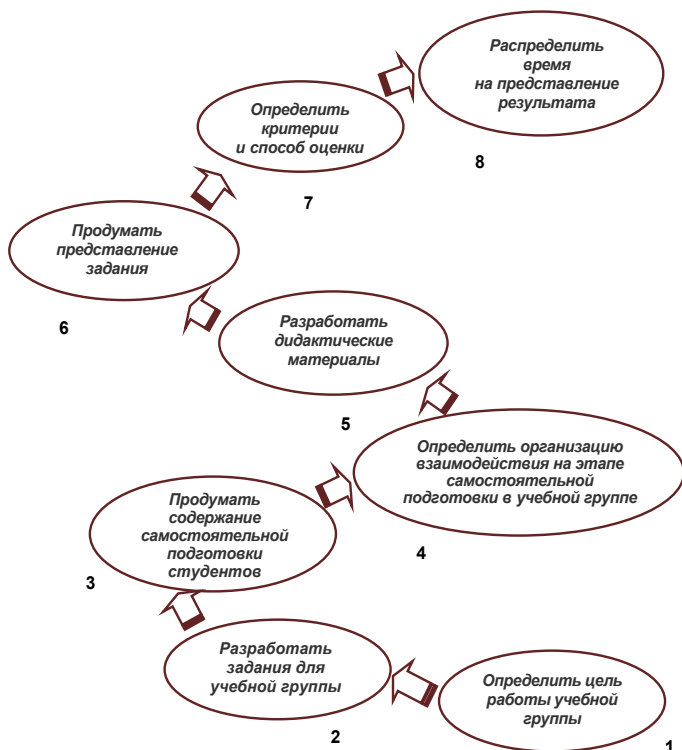 Распределить
время
на представление
результата
8
Определить
критерии
и способ оценки
7
Продумать
представление
задания
6
Разработать
дидактические
материалы
5
Определить организацию
взаимодействия на этапе
самостоятельной
подготовки в учебной группе
4
Продумать
содержание
самостоятельной
подготовки
студентов
3
Разработать
задания для
учебной группы
2
Определить цель
работы учебной
группы
1